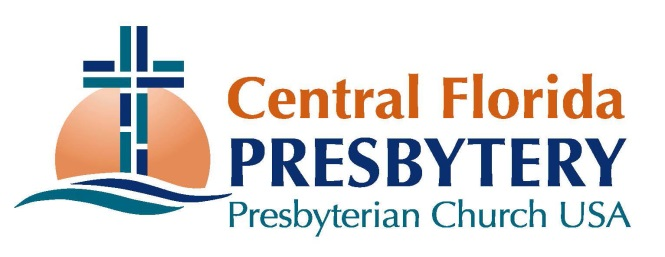 Central Florida
PRESBYTERY
Presbyterian Church USA